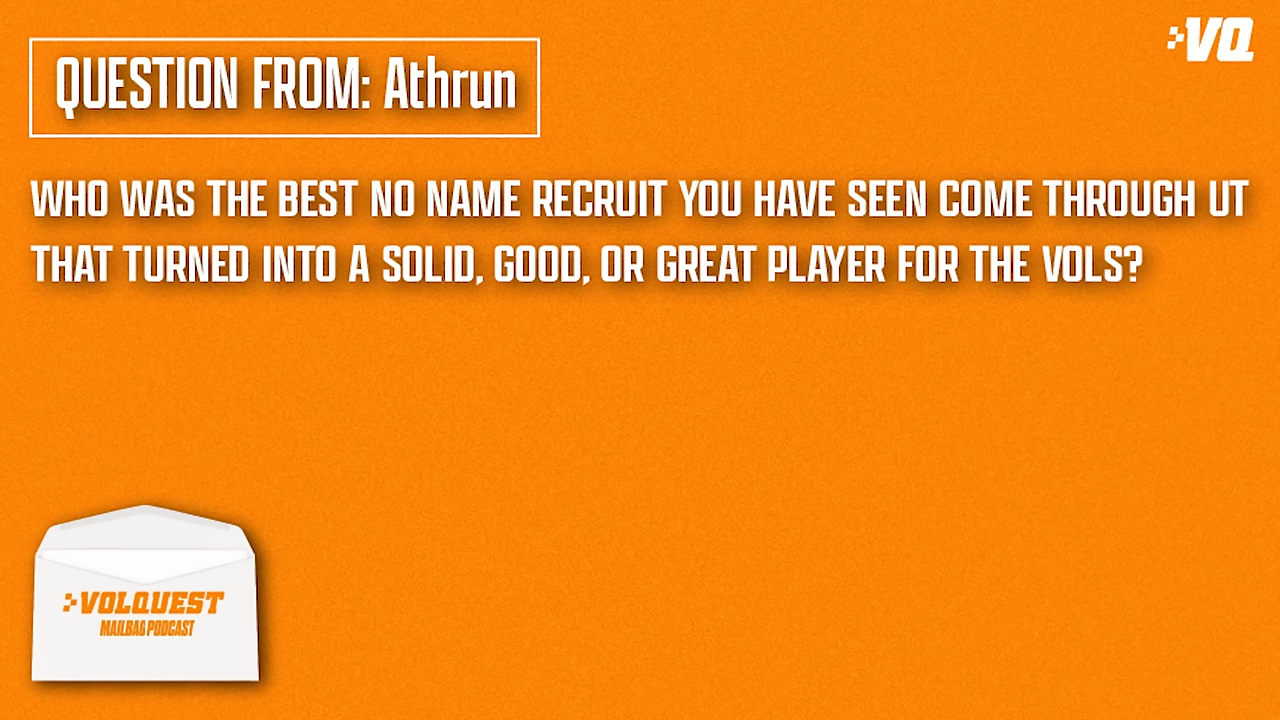 VQ
QUESTION FROM: Athrun
WHO WAS THE BEST NO NAME RECRUIT YOU HAVE SEEN COME THROUGH UT
THAT TURNED INTO A SOLID, GOOD, OR GREAT PLAYER FOR THE VOLS?
VOLQUEST
MAILBAG PODCAST